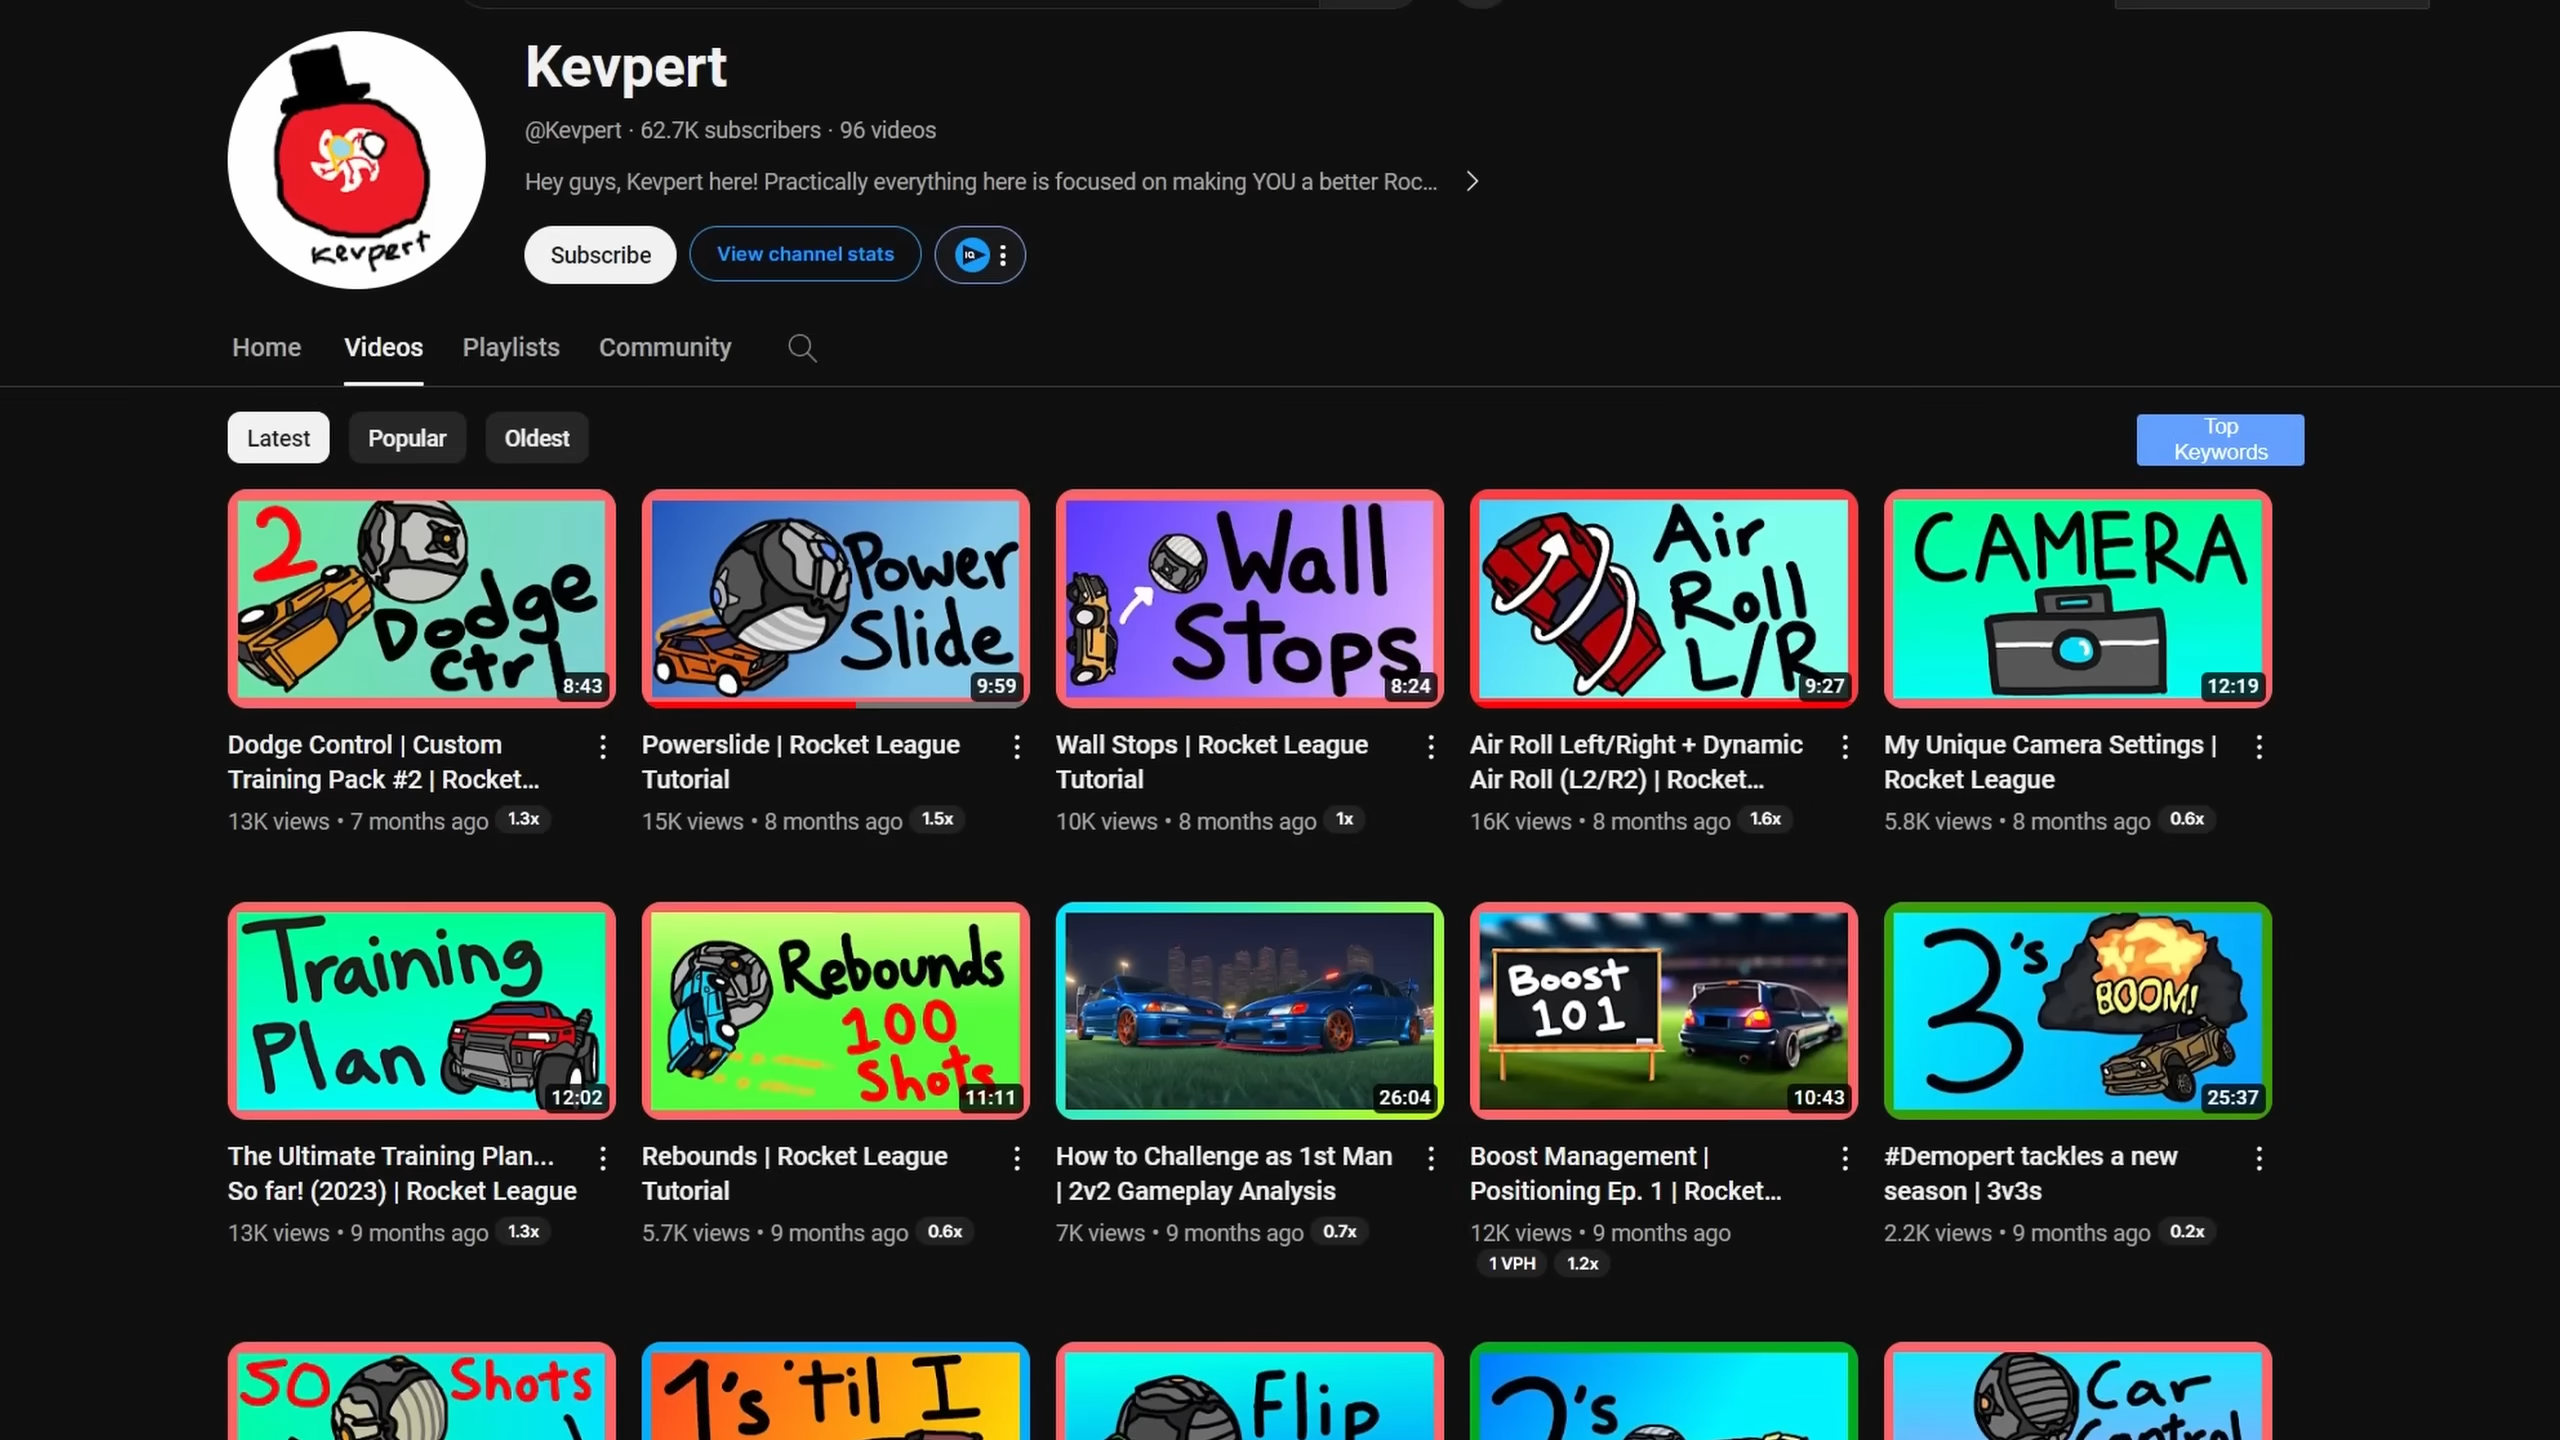 Kevpert
@Kevpert · 62.7K subscribers · 96 videos
Hey guys, Kevpert here! Practically everything here is focused on making YOU a better Roc...
kevpert
Subscribe
View channel stats
IQ
Home
Videos
Playlists
Community
Latest
Popular
Oldest
Top
Keywords
2
Dodge
Ctrl
8:43
Power
Slide
9:59
Wall
Stops
8:24
Air
Roll
L/R
9:27
CAMERA
12:19
Dodge Control | Custom
Training Pack #2 | Rocket...
13K views • 7 months ago 1.3x
Powerslide | Rocket League
Tutorial
15K views • 8 months ago 1.5x
Wall Stops | Rocket League
Tutorial
10K views • 8 months ago 1x
Air Roll Left/Right + Dynamic
Air Roll (L2/R2) | Rocket...
16K views • 8 months ago 1.6x
My Unique Camera Settings |
Rocket League
5.8K views • 8 months ago 0.6x
Training
Plan
12:02
Rebounds
100
Shots
11:11
26:04
Boost
101
10:43
3's
BOOM!
25:37
The Ultimate Training Plan...
So far! (2023) | Rocket League
13K views • 9 months ago 1.3x
Rebounds | Rocket League
Tutorial
5.7K views • 9 months ago 0.6x
How to Challenge as 1st Man
| 2v2 Gameplay Analysis
7K views • 9 months ago 0.7x
Boost Management |
Positioning Ep. 1 | Rocket...
12K views • 9 months ago
1 VPH 1.2x
#Demopert tackles a new
season | 3v3s
2.2K views • 9 months ago 0.2x
50 Shots
1's 'til I
Flip
2's
Car
Control